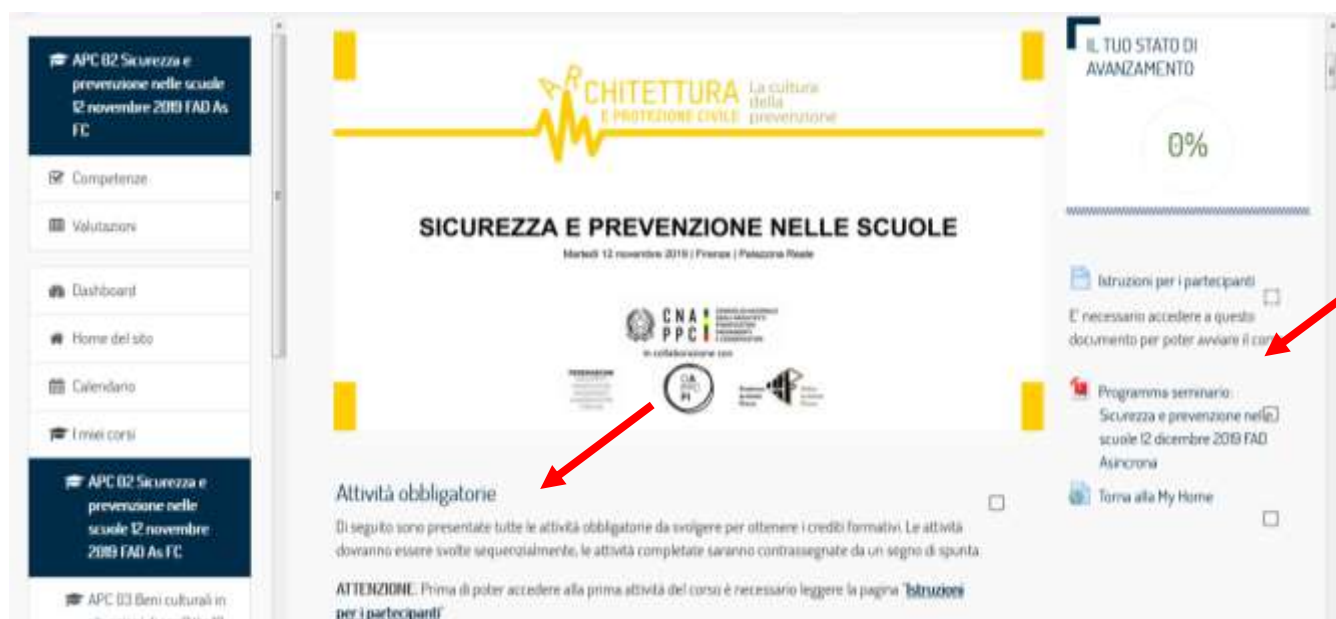 APC 02 Sicurezza e
prevenzione nelle scuole
12 novembre 2019 FAD As
FC
Competenze
Valutazioni
Dashboard
Home del sito
Calendario
I miei corsi
APC 02 Sicurezza e
prevenzione nelle
scuole 12 novembre
2019 FAD As FC
APC 03 Beni culturali in
ARCHITETTURA
E PROTEZIONE CIVILE
La cultura
della
prevenzione
SICUREZZA E PREVENZIONE NELLE SCUOLE
Martedì 12 novembre 2019 | Firenze | Palazzina Reale
CNA
PPC
in collaborazione con
Attività obbligatorie
Di seguito sono presentate tutte le attività obbligatorie da svolgere per ottenere i crediti formativi. Le attività
dovranno essere svolte sequenzialmente, le attività completate saranno contrassegnate da un segno di spunta
ATTENZIONE. Prima di poter accedere alla prima attività del corso è necessario leggere la pagina "Istruzioni
per i partecipanti"
IL TUO STATO DI
AVANZAMENTO
0%
Istruzioni per i partecipanti
E' necessario accedere a questo
documento per poter avviare il
Programma seminario:
Sicurezza e prevenzione nelle
scuole 12 dicembre 2019 FAD
Asincrona
Torna alla My Home